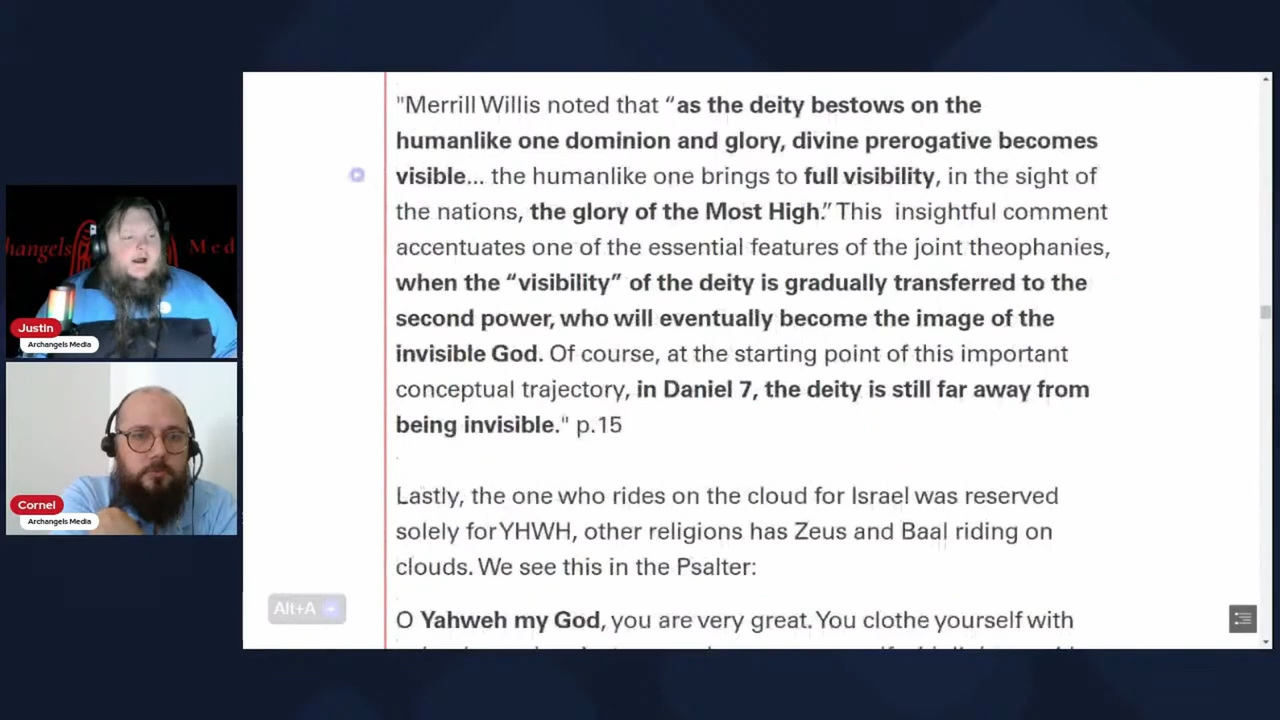 "Merrill Willis noted that “as the deity bestows on the
humanlike one dominion and glory, divine prerogative becomes
visible... the humanlike one brings to full visibility, in the sight of
the nations, the glory of the Most High.” This insightful comment
accentuates one of the essential features of the joint theophanies,
when the “visibility” of the deity is gradually transferred to the
second power, who will eventually become the image of the
invisible God. Of course, at the starting point of this important
conceptual trajectory, in Daniel 7, the deity is still far away from
being invisible." p.15
Lastly, the one who rides on the cloud for Israel was reserved
solely for YHWH, other religions has Zeus and Baal riding on
clouds. We see this in the Psalter:
O Yahweh my God, you are very great. You clothe yourself with
Alt+A
hangels Med
Justin
Archangels Media
Cornel
Archangels Media